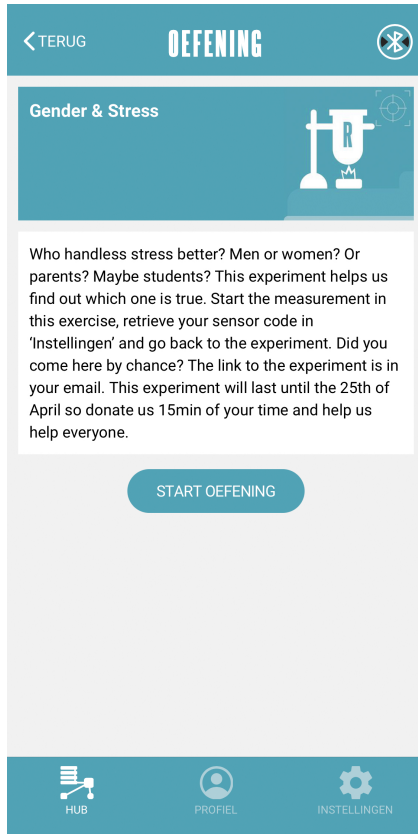 TERUG
OEFENING
Gender & Stress
R
Who handless stress better? Men or women? Or
parents? Maybe students? This experiment helps us
find out which one is true. Start the measurement in
this exercise, retrieve your sensor code in
‘Instellingen’ and go back to the experiment. Did you
come here by chance? The link to the experiment is in
your email. This experiment will last until the 25th of
April so donate us 15min of your time and help us
help everyone.
START OEFENING
HUB
PROFIEL
INSTELLINGEN